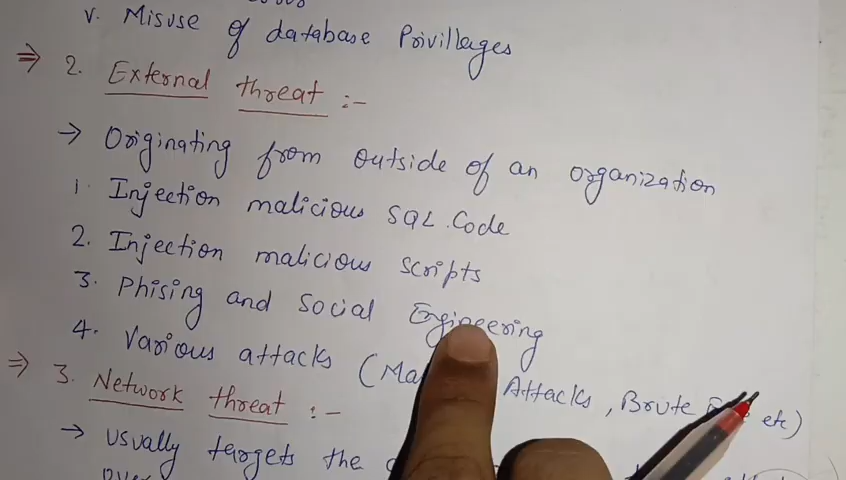 v. Misuse of database Privillages
⇒ 2. External threat :-
→ Originating from outside of an organization
1. Injection malicious SQL Code
2. Injection malicious scripts
3. Phising and Social Engineering
4. Various attacks ( Attacks, Brute etc)
⇒ 3. Network threat :-
→ usually targets the